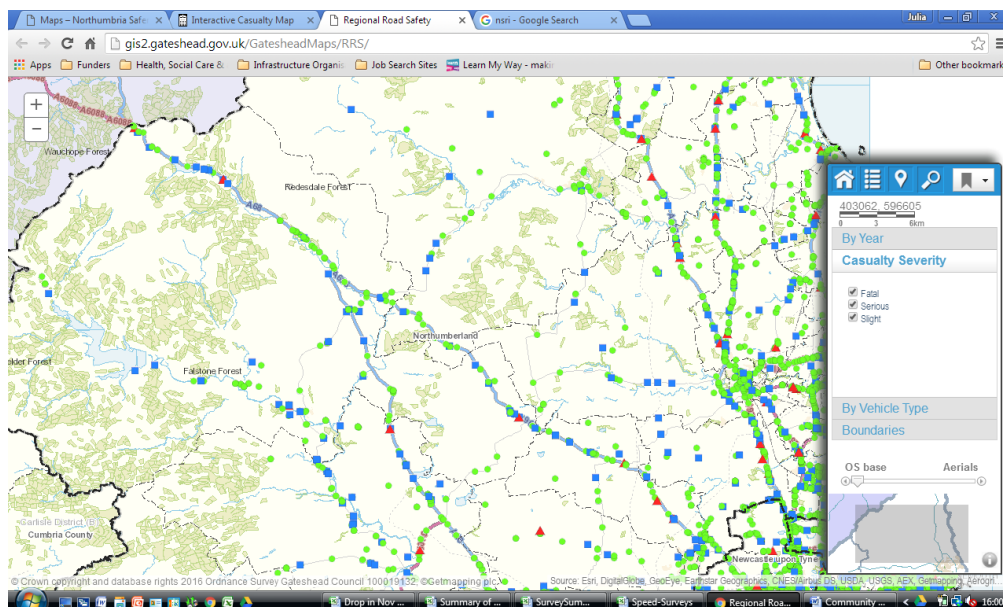 Maps – Northumbria Safe
Interactive Casualty Map
Regional Road Safety
nsri - Google Search
Julia
gis2.gateshead.gov.uk/GatesheadMaps/RRS/
Apps
Funders
Health, Social Care &
Infrastructure Organis
Job Search Sites
Learn My Way - makin
Other bookmark
+
−
A6088-A6088-A6088
Wauchope Forest
Redesdale Forest
A68
Northumberland
Falstone Forest
older Forest
Carlisle District (B)
Cumbria County
Newcastle upon Tyne
403062, 596605
0 3 6km
By Year
Casualty Severity
Fatal
Serious
Slight
By Vehicle Type
Boundaries
OS base Aerials
© Crown copyright and database rights 2016 Ordnance Survey Gateshead Council 100019132, ©Getmapping plc.
Source: Esri, DigitalGlobe, GeoEye, Earthstar Geographics, CNES/Airbus DS, USDA, USGS, AEX, Getmapping, Aerogri...
Drop in Nov ...
Summary of ...
SurveySum...
Speed-Surveys
Regional Roa...
Community ...
16:00